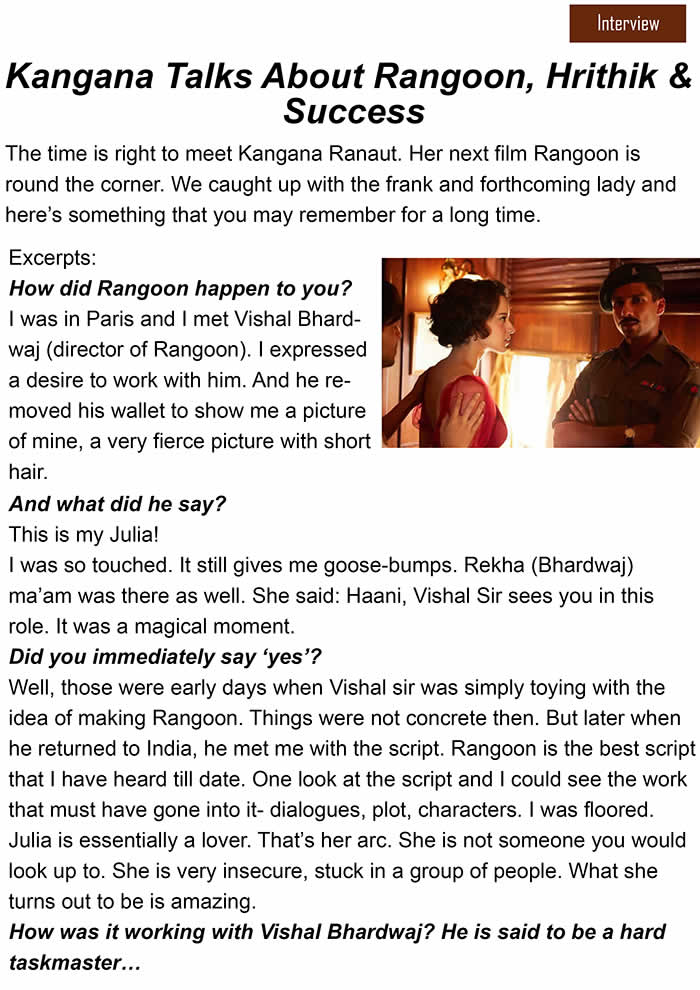 Interview
Kangana Talks About Rangoon, Hrithik &
Success
The time is right to meet Kangana Ranaut. Her next film Rangoon is
round the corner. We caught up with the frank and forthcoming lady and
here’s something that you may remember for a long time.
Excerpts:
How did Rangoon happen to you?
I was in Paris and I met Vishal Bhard-
waj (director of Rangoon). I expressed
a desire to work with him. And he re-
moved his wallet to show me a picture
of mine, a very fierce picture with short
hair.
And what did he say?
This is my Julia!
I was so touched. It still gives me goose-bumps. Rekha (Bhardwaj)
ma’am was there as well. She said: Haani, Vishal Sir sees you in this
role. It was a magical moment.
Did you immediately say ‘yes’?
Well, those were early days when Vishal sir was simply toying with the
idea of making Rangoon. Things were not concrete then. But later when
he returned to India, he met me with the script. Rangoon is the best script
that I have heard till date. One look at the script and I could see the work
that must have gone into it- dialogues, plot, characters. I was floored.
Julia is essentially a lover. That’s her arc. She is not someone you would
look up to. She is very insecure, stuck in a group of people. What she
turns out to be is amazing.
How was it working with Vishal Bhardwaj? He is said to be a hard
taskmaster…